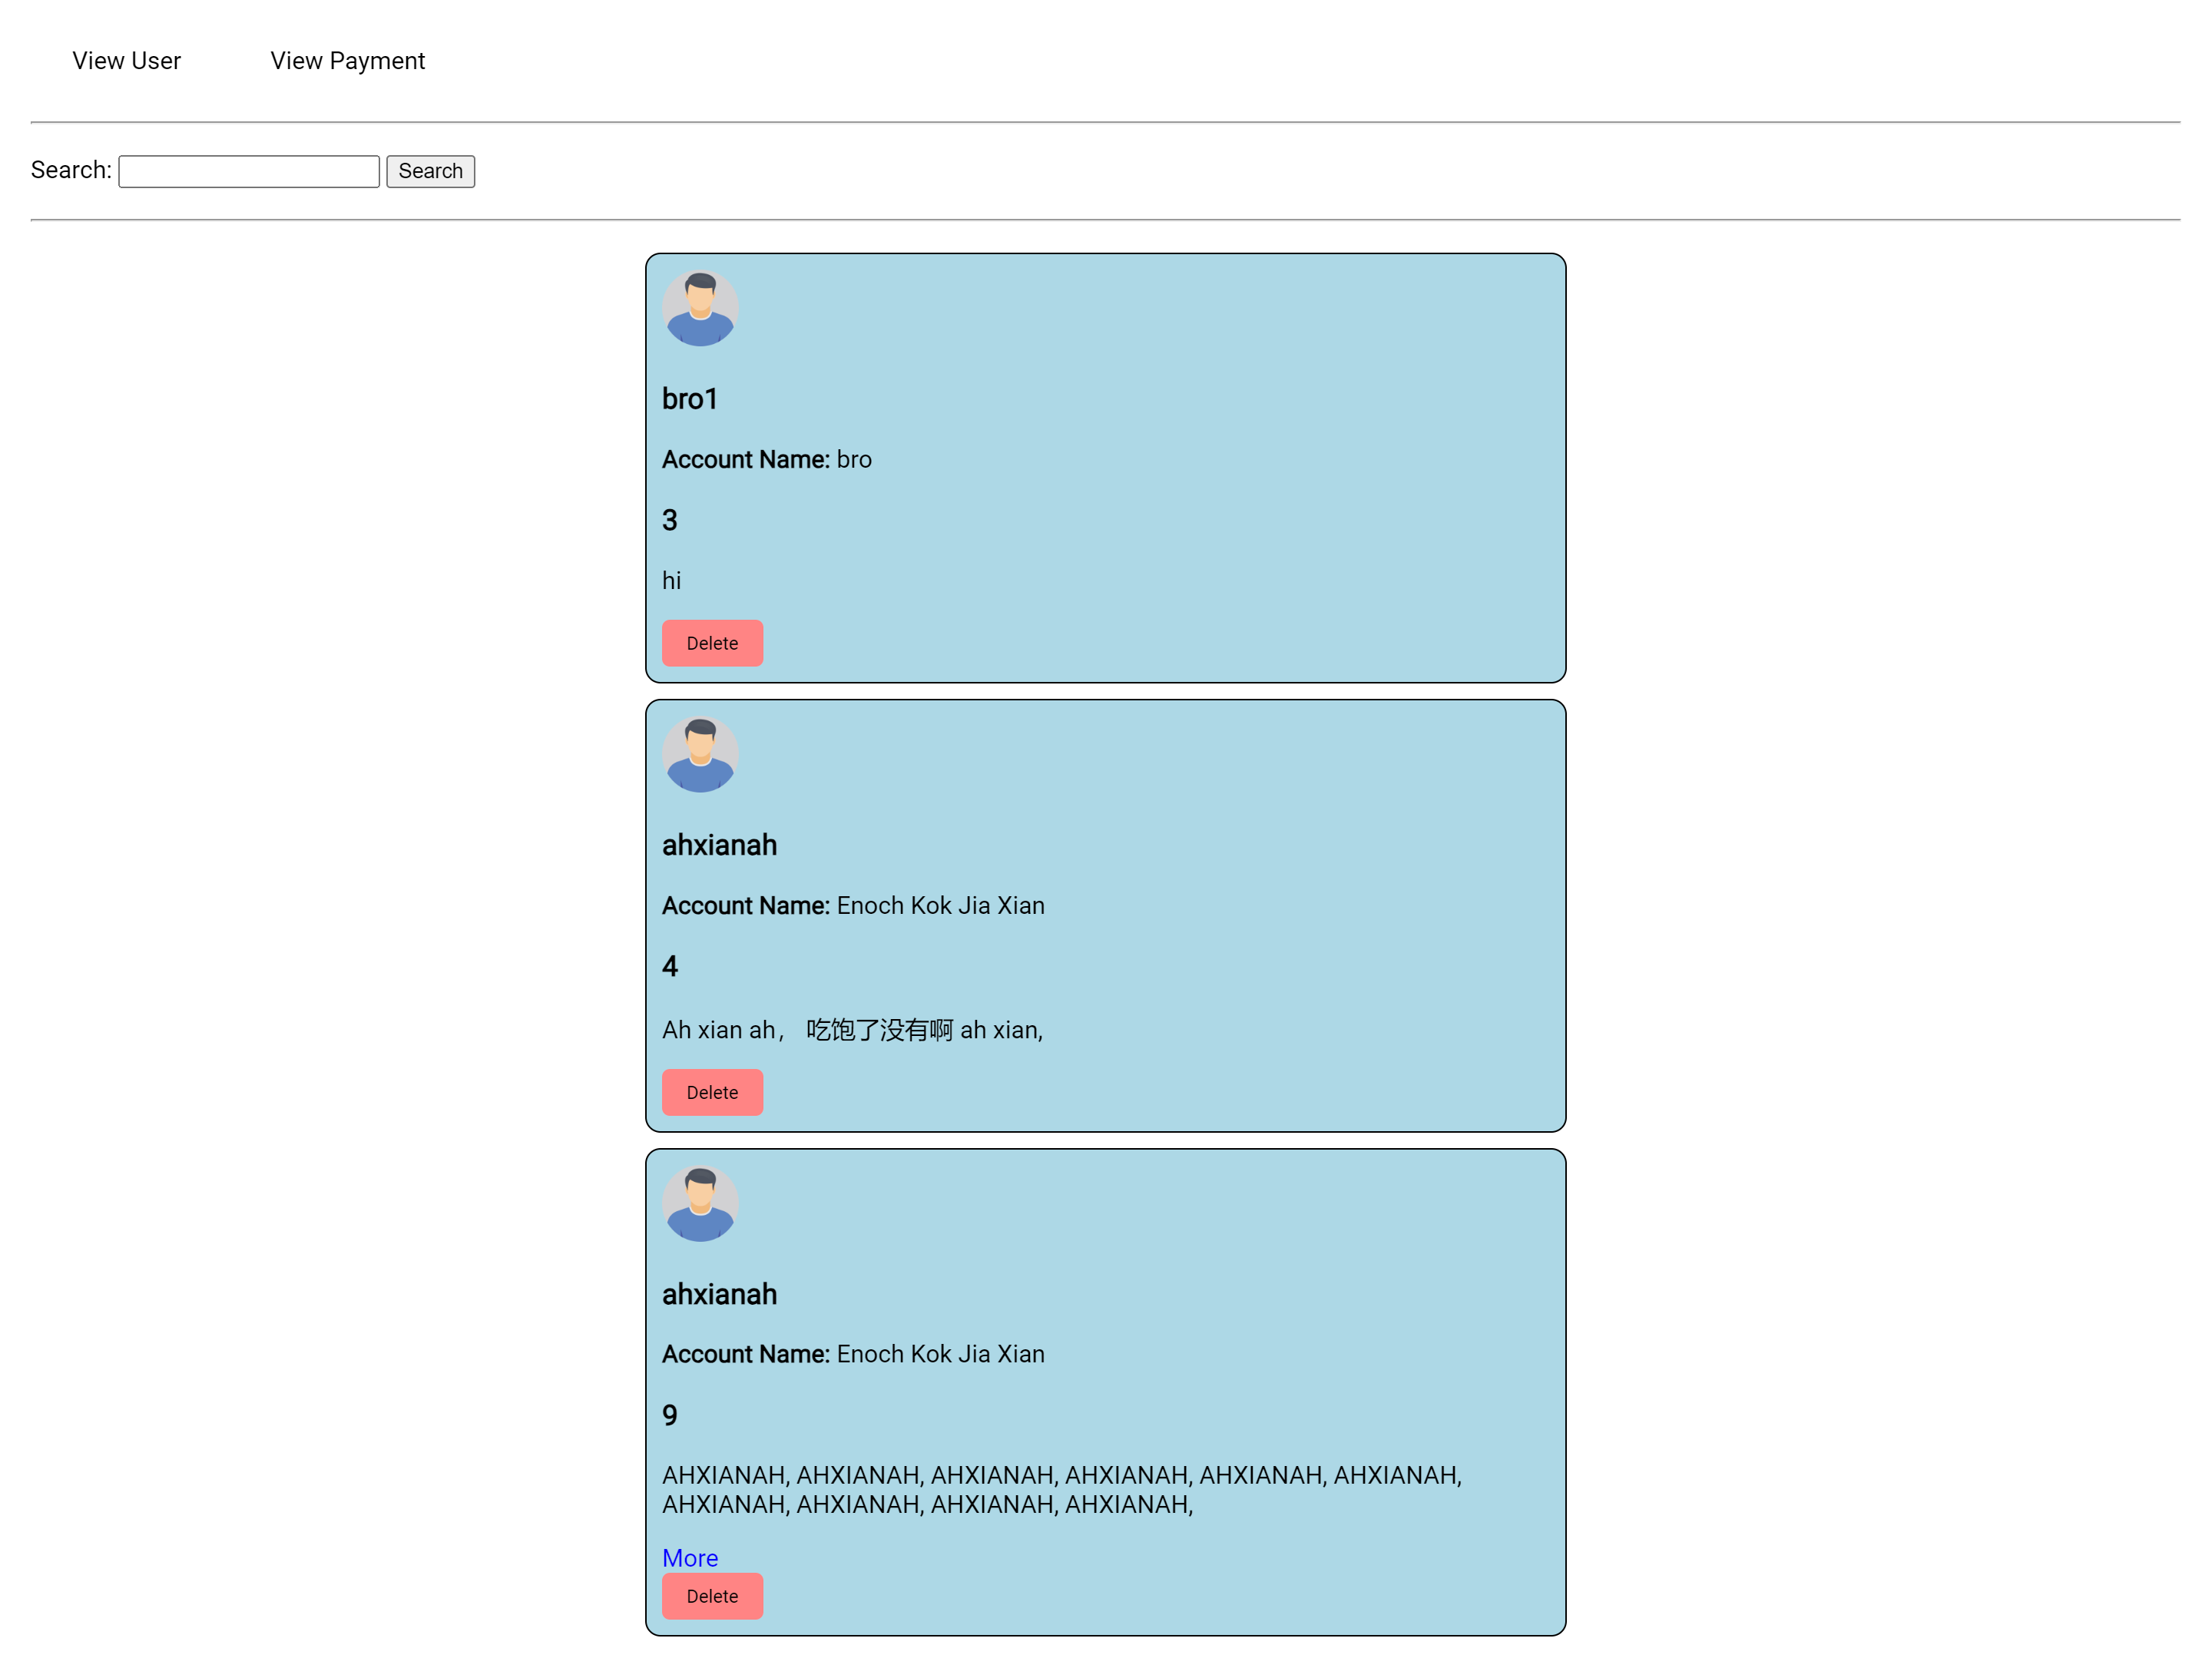 View User View Payment
Search: Search
bro1
Account Name: bro
3
hi
Delete
ahxianah
Account Name: Enoch Kok Jia Xian
4
Ah xian ah， 吃饱了没有啊 ah xian,
Delete
ahxianah
Account Name: Enoch Kok Jia Xian
9
AHXIANAH, AHXIANAH, AHXIANAH, AHXIANAH, AHXIANAH, AHXIANAH,
AHXIANAH, AHXIANAH, AHXIANAH, AHXIANAH,
More
Delete